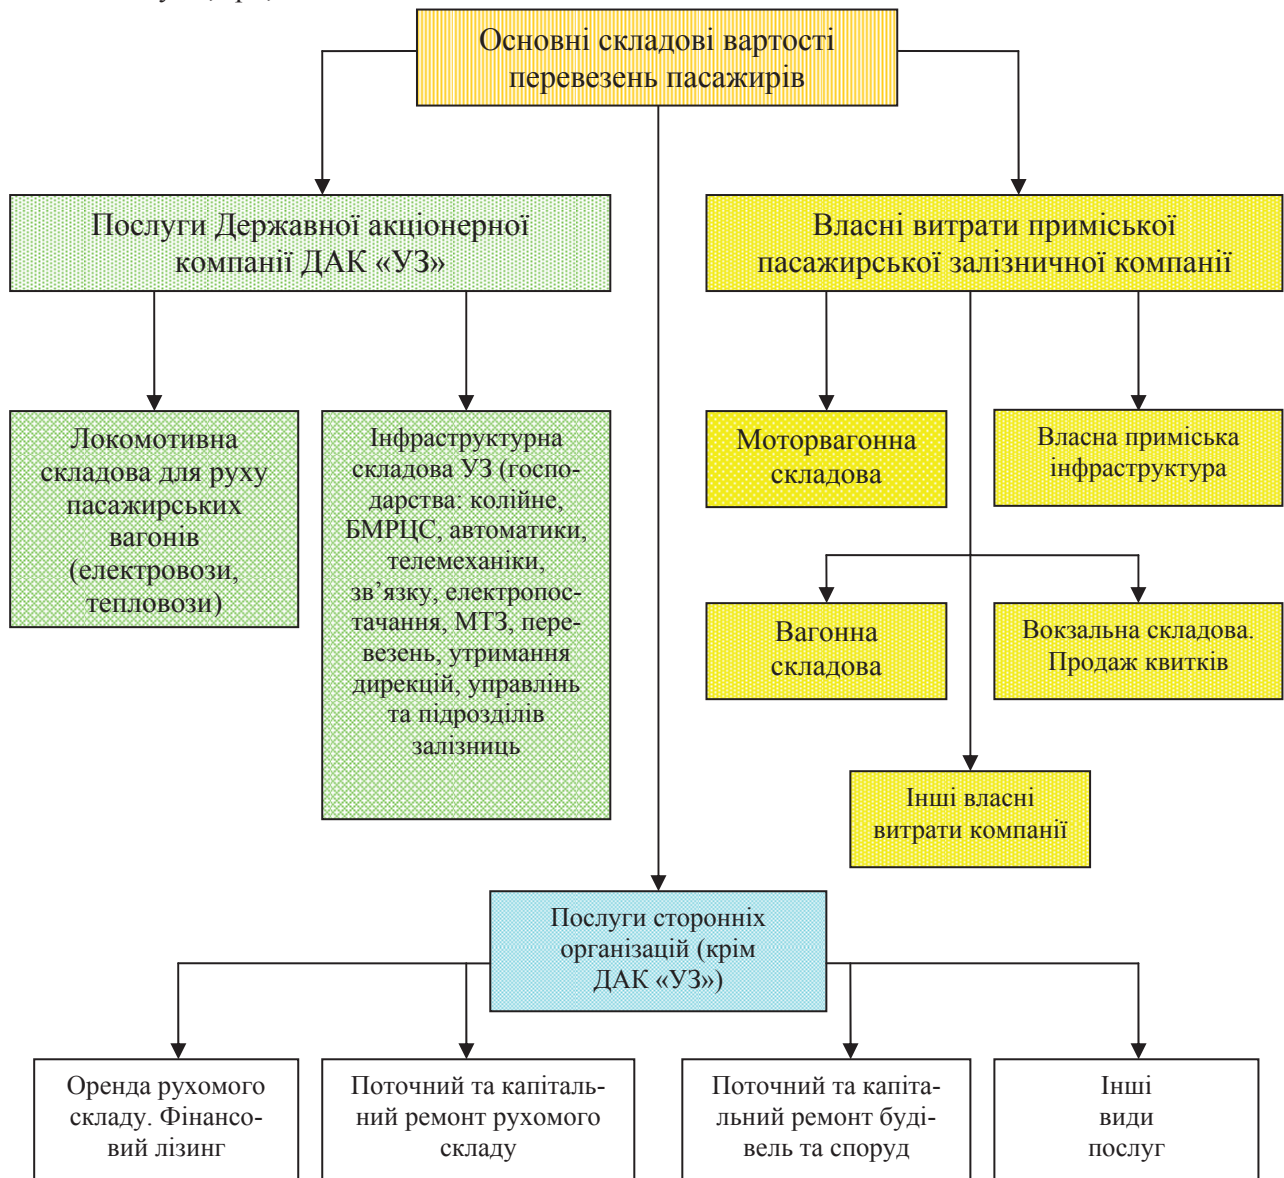 Основні складові вартості
перевезень пасажирів
Послуги Державної акціонерної
компанії ДАК «УЗ»
Власні витрати приміської
пасажирської залізничної компанії
Локомотивна
складова для руху
пасажирських
вагонів
(електровози,
тепловози)
Інфраструктурна
складова УЗ (госпо-
дарства: колійне,
БМРЦС, автоматики,
телемеханіки,
зв’язку, електропос-
тачання, МТЗ, пере-
везень, утримання
дирекцій, управлінь
та підрозділів
залізниць
Моторвагонна
складова
Власна приміська
інфраструктура
Вагонна
складова
Вокзальна складова.
Продаж квитків
Інші власні
витрати компанії
Послуги сторонніх
організацій (крім
ДАК «УЗ»)
Оренда рухомого
складу. Фінансо-
вий лізинг
Поточний та капіталь-
ний ремонт рухомого
складу
Поточний та капіта-
льний ремонт буді-
вель та споруд
Інші
види
послуг